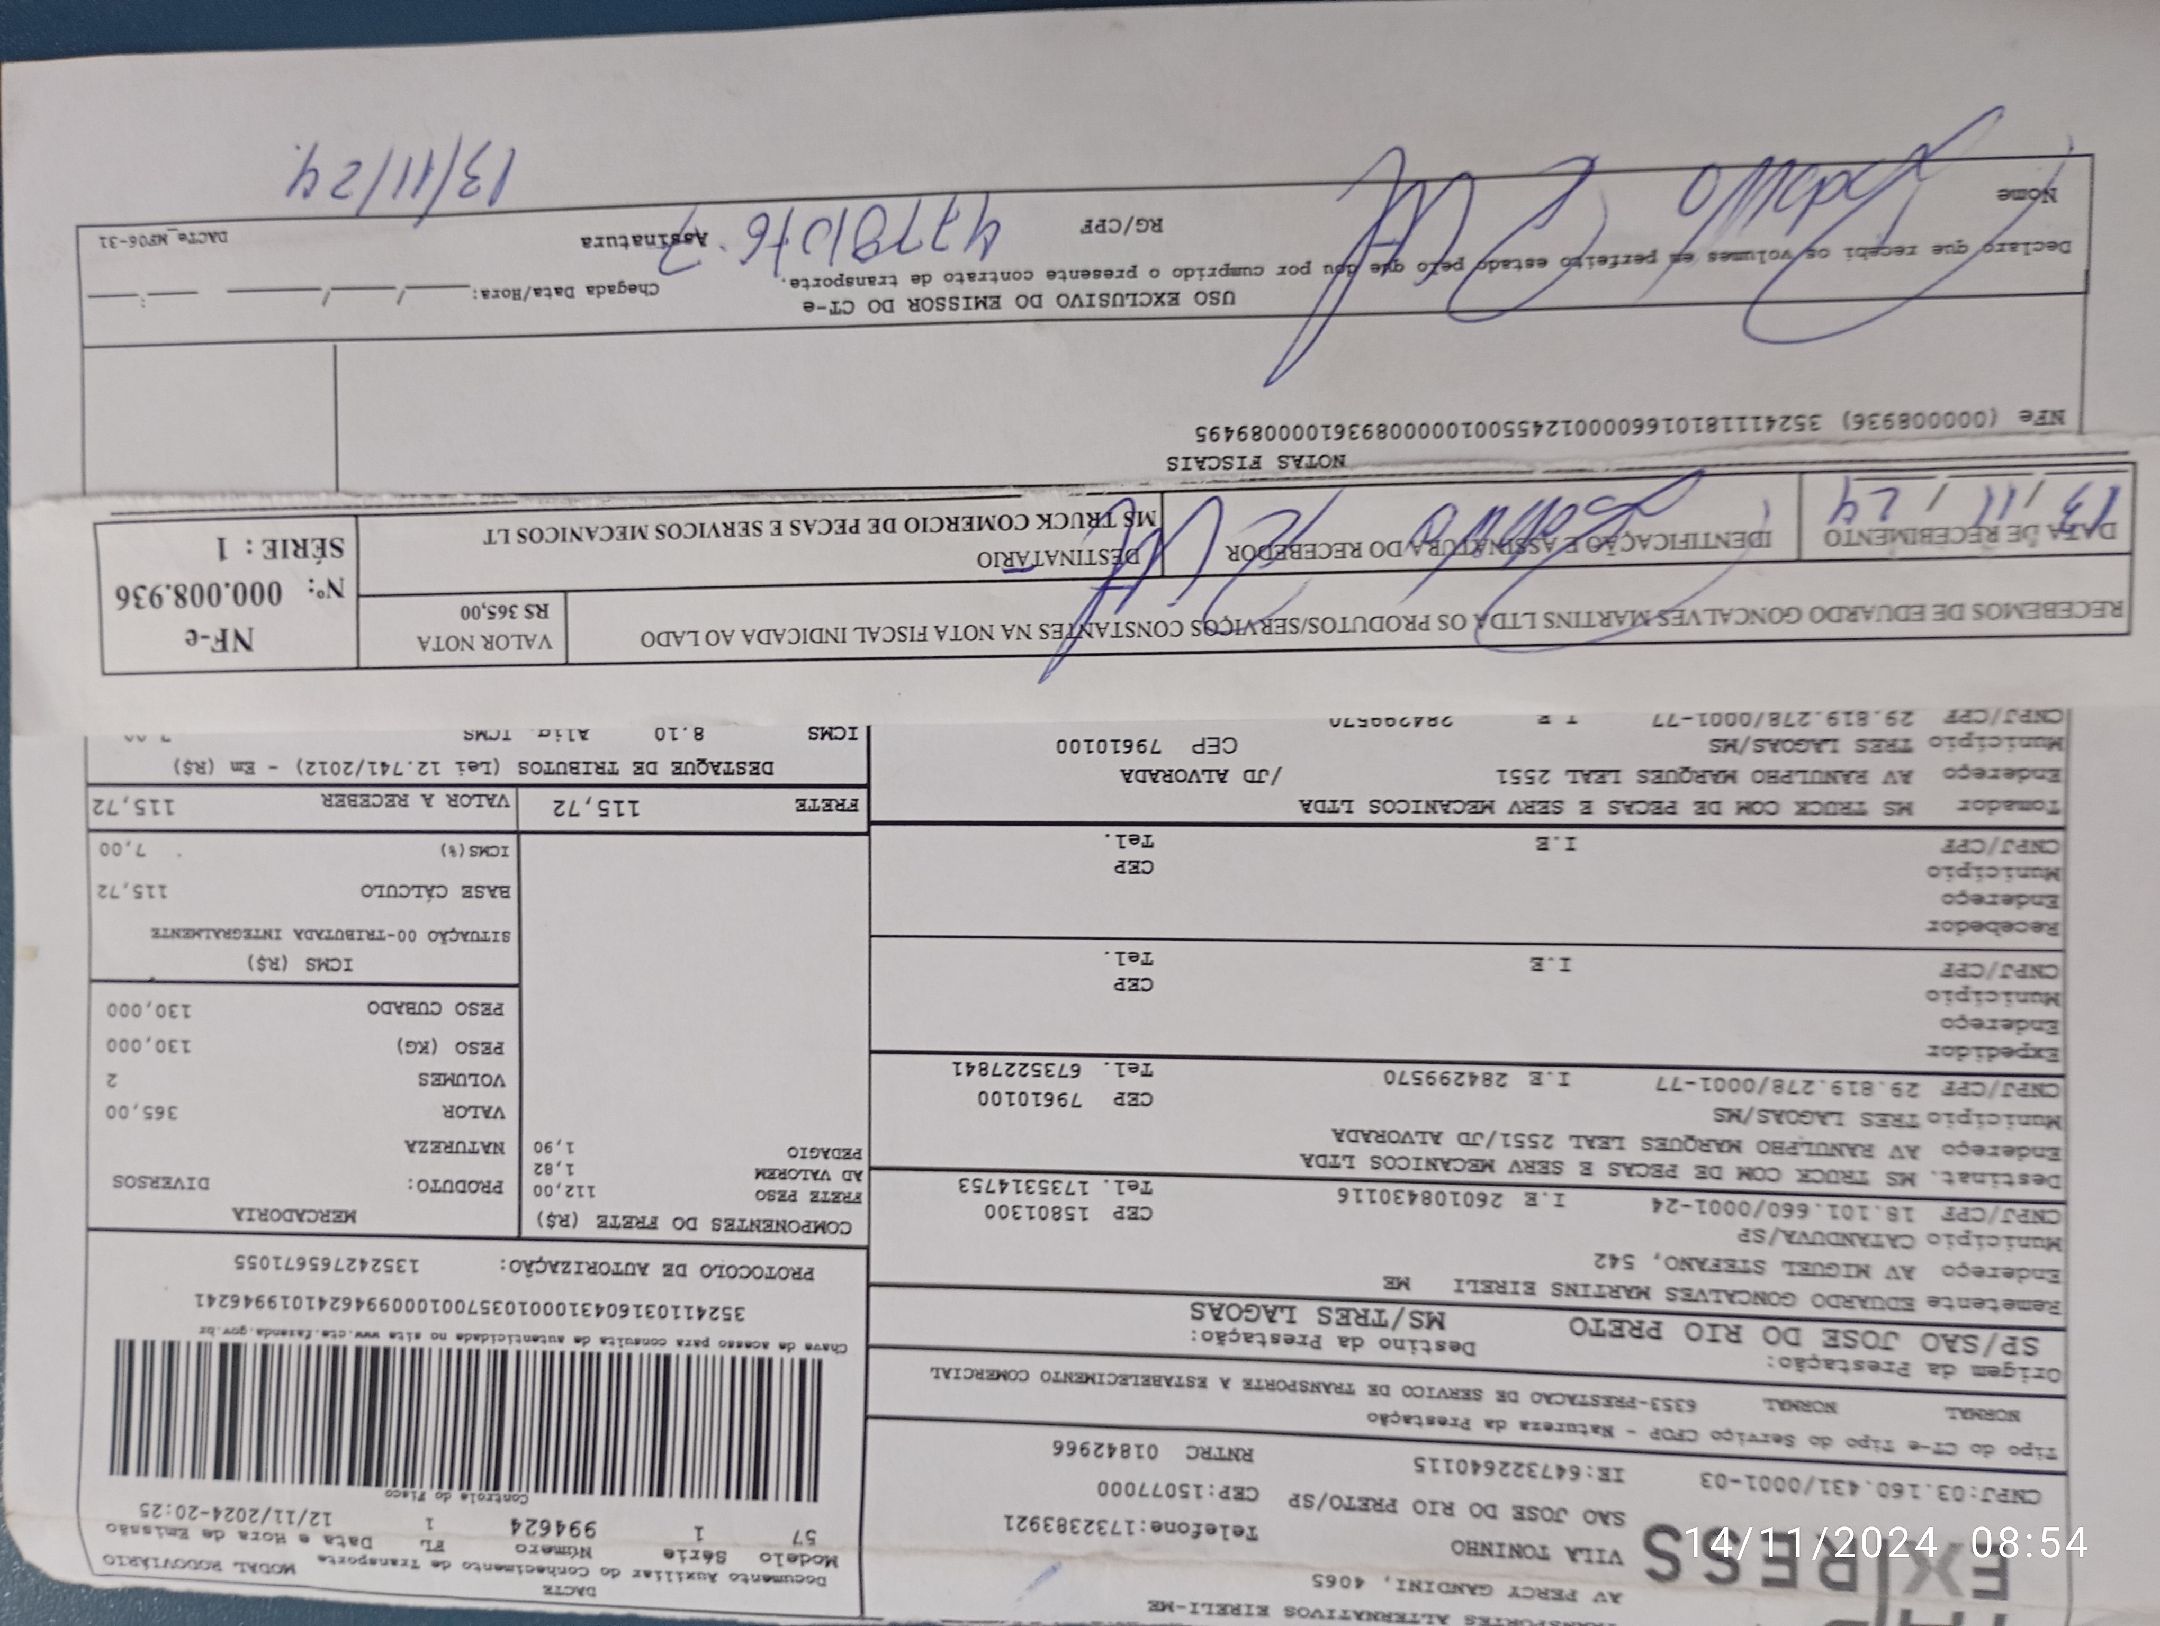 TRANSPORTES ALTERNATIVOS EIRELI-ME
AV PERCY GANDINI, 4065
VILA TONINHO Telefone:1732383921
SAO JOSE DO RIO PRETO/SP CEP:15077000
CNPJ:03.160.431/0001-03 IE:647322640115 RNTRC 01842966
EXPRESS
DACTE
Documento Auxiliar do Conhecimento de Transporte MODAL RODOVIÁRIO
Modelo Série Número FL Data e Hora de Emissão
57 1 994624 1 12/11/2024-20:25
Controle do Fisco
Chave de acesso para consulta de autenticidade no site www.cte.fazenda.gov.br
35241103160431000103570010009946241019946241
PROTOCOLO DE AUTORIZAÇÃO: 135242765671055
Tipo do CT-e Tipo do Serviço CFOP - Natureza da Prestação
NORMAL NORMAL 6353-PRESTACAO DE SERVICO DE TRANSPORTE A ESTABELECIMENTO COMERCIAL
Origem da Prestação: Destino da Prestação:
SP/SAO JOSE DO RIO PRETO MS/TRES LAGOAS
Remetente EDUARDO GONCALVES MARTINS EIRELI ME
Endereço AV MIGUEL STEFANO, 542
Município CATANDUVA/SP CEP 15801300
CNPJ/CPF 18.101.660/0001-24 I.E 260108430116 Tel. 1735314753
Destinat. MS TRUCK COM DE PECAS E SERV MECANICOS LTDA
Endereço AV RANULPHO MARQUES LEAL 2551/JD ALVORADA
Município TRES LAGOAS/MS CEP 79610100
CNPJ/CPF 29.819.278/0001-77 I.E 284299570 Tel. 6735227841
Expedidor
Endereço
Município CEP
CNPJ/CPF I.E Tel.
Recebedor
Endereço
Município CEP
CNPJ/CPF I.E Tel.
Tomador MS TRUCK COM DE PECAS E SERV MECANICOS LTDA
Endereço AV RANULPHO MARQUES LEAL 2551 /JD ALVORADA
Município TRES LAGOAS/MS CEP 79610100
CNPJ/CPF 29.819.278/0001-77 I.E 284299570
COMPONENTES DO FRETE (R$)
FRETE PESO 112,00
AD VALOREM 1,82
PEDAGIO 1,90
MERCADORIA
PRODUTO: DIVERSOS
NATUREZA
VALOR 365,00
VOLUMES 2
PESO (KG) 130,000
PESO CUBADO 130,000
ICMS (R$)
SITUAÇÃO 00-TRIBUTADA INTEGRALMENTE
BASE CÁLCULO 115,72
ICMS(%) 7,00
FRETE 115,72 VALOR A RECEBER 115,72
DESTAQUE DE TRIBUTOS (Lei 12.741/2012) - Em (R$)
ICMS 8.10 Aliq. ICMS 7,00
RECEBEMOS DE EDUARDO GONCALVES MARTINS LTDA OS PRODUTOS/SERVIÇOS CONSTANTES NA NOTA FISCAL INDICADA AO LADO
VALOR NOTA
R$ 365,00
NF-e
Nº: 000.008.936
SÉRIE : 1
DATA DE RECEBIMENTO
13/11/24
IDENTIFICAÇÃO E ASSINATURA DO RECEBEDOR
DESTINATÁRIO
MS TRUCK COMERCIO DE PECAS E SERVICOS MECANICOS LT
NOTAS FISCAIS
NFe (000008936) 35241118101660000124550010000089361000089495
USO EXCLUSIVO DO EMISSOR DO CT-e
Declaro que recebi os volumes em perfeito estado pelo que dou por cumprido o presente contrato de transporte.
Chegada Data/Hora: / / :
Nome RG/CPF Assinatura
DACTe_MF06-31
13/11/24
14/11/2024 08:54